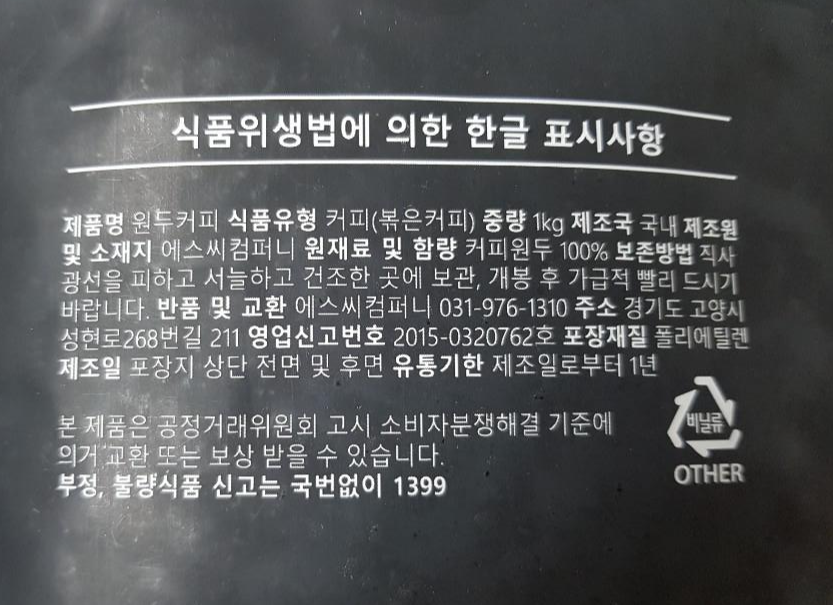 식품위생법에 의한 한글 표시사항
제품명 원두커피 식품유형 커피(볶은커피) 중량 1kg 제조국 국내 제조원
및 소재지 에스씨컴퍼니 원재료 및 함량 커피원두 100% 보존방법 직사
광선을 피하고 서늘하고 건조한 곳에 보관, 개봉 후 가급적 빨리 드시기
바랍니다. 반품 및 교환 에스씨컴퍼니 031-976-1310 주소 경기도 고양시
성현로268번길 211 영업신고번호 2015-0320762호 포장재질 폴리에틸렌
제조일 포장지 상단 전면 및 후면 유통기한 제조일로부터 1년
본 제품은 공정거래위원회 고시 소비자분쟁해결 기준에
의거 교환 또는 보상 받을 수 있습니다.
부정, 불량식품 신고는 국번없이 1399
비닐류
OTHER